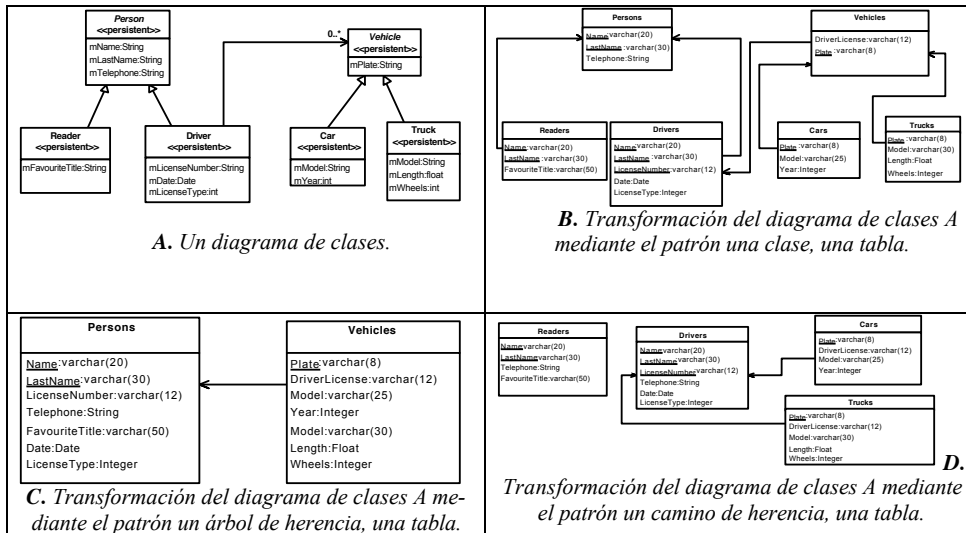 Person
<<persistent>>
mName:String
mLastName:String
mTelephone:String
0..*
Vehicle
<<persistent>>
mPlate:String
Reader
<<persistent>>
mFavouriteTitle:String
Driver
<<persistent>>
mLicenseNumber:String
mDate:Date
mLicenseType:int
Car
<<persistent>>
mModel:String
mYear:int
Truck
<<persistent>>
mModel:String
mLength:float
mWheels:int
A. Un diagrama de clases.
Persons
Name:varchar(20)
LastName:varchar(30)
Telephone:String
Vehicles
DriverLicense:varchar(12)
Plate:varchar(8)
Readers
Name:varchar(20)
LastName:varchar(30)
FavouriteTitle:varchar(50)
Drivers
Name:varchar(20)
LastName:varchar(30)
LicenseNumber:varchar(12)
Date:Date
LicenseType:Integer
Cars
Plate:varchar(8)
Model:varchar(25)
Year:Integer
Trucks
Plate:varchar(8)
Model:varchar(30)
Length:Float
Wheels:Integer
B. Transformación del diagrama de clases A
mediante el patrón una clase, una tabla.
Persons
Name:varchar(20)
LastName:varchar(30)
LicenseNumber:varchar(12)
Telephone:String
FavouriteTitle:varchar(50)
Date:Date
LicenseType:Integer
Vehicles
Plate:varchar(8)
DriverLicense:varchar(12)
Model:varchar(25)
Year:Integer
Model:varchar(30)
Length:Float
Wheels:Integer
C. Transformación del diagrama de clases A me-
diante el patrón un árbol de herencia, una tabla.
Readers
Name:varchar(20)
LastName:varchar(30)
Telephone:String
FavouriteTitle:varchar(50)
Drivers
Name:varchar(20)
LastName:varchar(30)
LicenseNumber:varchar(12)
Telephone:String
Date:Date
LicenseType:Integer
Cars
Plate:varchar(8)
DriverLicense:varchar(12)
Model:varchar(25)
Year:Integer
Trucks
Plate:varchar(8)
DriverLicense:varchar(12)
Model:varchar(30)
Length:Float
Wheels:Integer
D.
Transformación del diagrama de clases A mediante
el patrón un camino de herencia, una tabla.